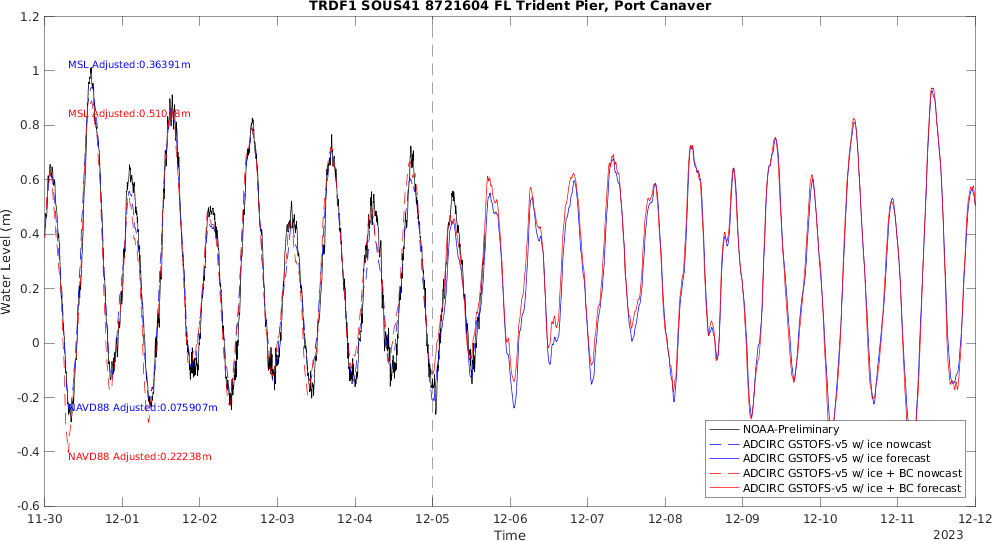 TRDF1 SOUS41 8721604 FL Trident Pier, Port Canaver
1.2
1
0.8
0.6
0.4
0.2
0
-0.2
-0.4
-0.6
Water Level (m)
MSL Adjusted:0.36391m
MSL
NAVD88 Adjusted:0.075907m
NAVD88 Adjusted:0.22238m
NOAA-Preliminary
ADCIRC GSTOFS-v5 w/ ice nowcast
ADCIRC GSTOFS-v5 w/ ice forecast
ADCIRC GSTOFS-v5 w/ ice + BC nowcast
ADCIRC GSTOFS-v5 w/ ice + BC forecast
11-30 12-01 12-02 12-03 12-04 12-05 12-06 12-07 12-08 12-09 12-10 12-11 12-12
Time
2023